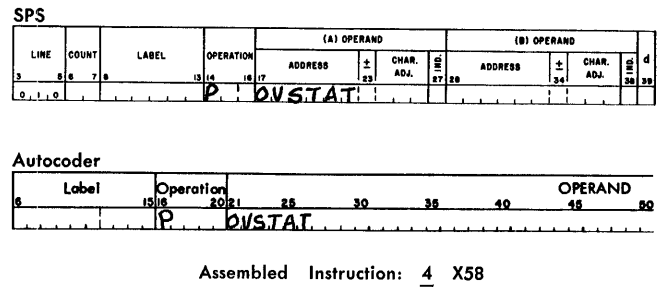 SPS
(A) OPERAND (B) OPERAND
LINE COUNT LABEL OPERATION ADDRESS ± CHAR. ADJ. IND. ADDRESS ± CHAR. ADJ. IND. d
3 5 6 7 8 13 14 16 17 23 27 28 34 38 39
0 1 0 P OVSTAT
Autocoder
Label Operation OPERAND
6 15 16 20 21 25 30 35 40 45 50
P OVSTAT
Assembled Instruction: 4 X58